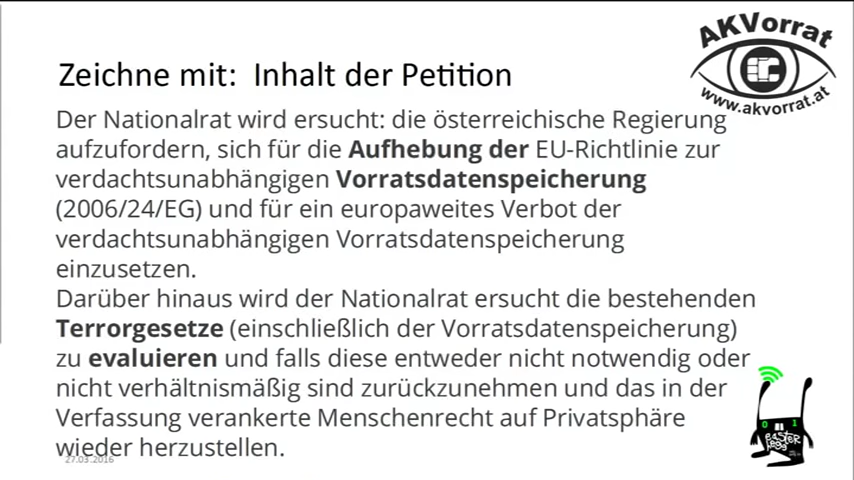 AKVorrat
www.akvorrat.at
Zeichne mit: Inhalt der Petition
Der Nationalrat wird ersucht: die österreichische Regierung
aufzufordern, sich für die Aufhebung der EU-Richtlinie zur
verdachtsunabhängigen Vorratsdatenspeicherung
(2006/24/EG) und für ein europaweites Verbot der
verdachtsunabhängigen Vorratsdatenspeicherung
einzusetzen.
Darüber hinaus wird der Nationalrat ersucht die bestehenden
Terrorgesetze (einschließlich der Vorratsdatenspeicherung)
zu evaluieren und falls diese entweder nicht notwendig oder
nicht verhältnismäßig sind zurückzunehmen und das in der
Verfassung verankerte Menschenrecht auf Privatsphäre
wieder herzustellen.
27.03.2016
0 1
easter
hegg